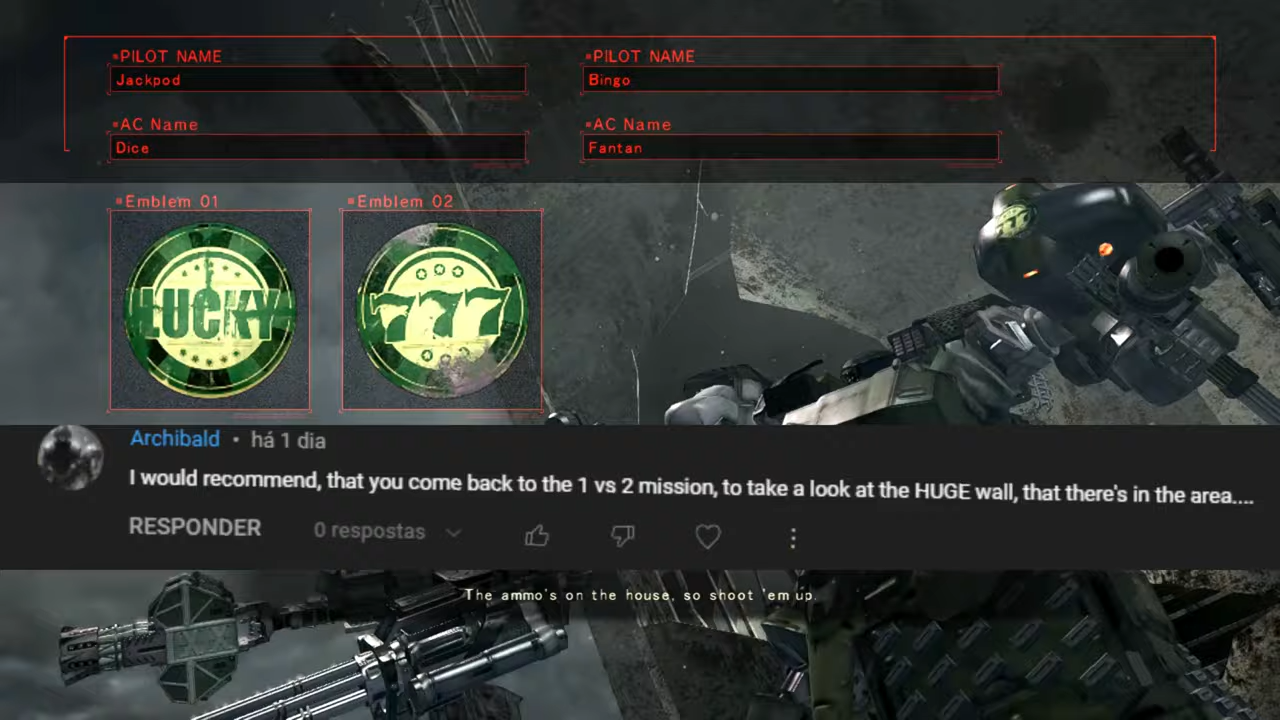 PILOT NAME
Jackpod
PILOT NAME
Bingo
AC Name
Dice
AC Name
Fantan
Emblem 01
Emblem 02
LUCKY
777
777
Archibald • há 1 dia
I would recommend, that you come back to the 1 vs 2 mission, to take a look at the HUGE wall, that there's in the area....
RESPONDER
0 respostas
The ammo's on the house, so shoot 'em up.